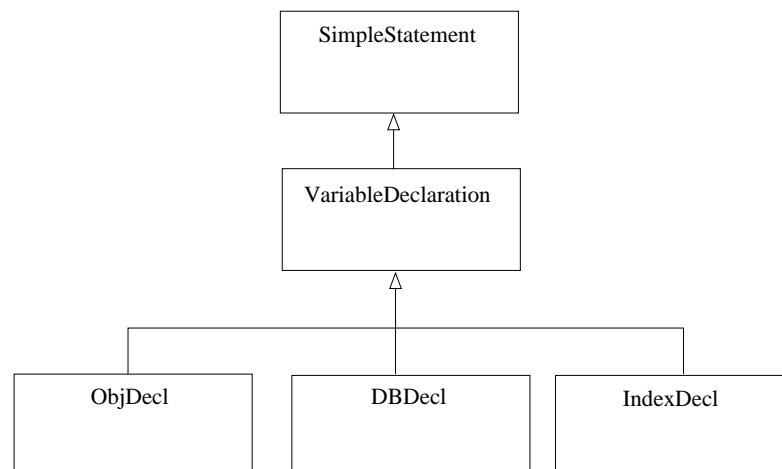 SimpleStatement
VariableDeclaration
ObjDecl
DBDecl
IndexDecl